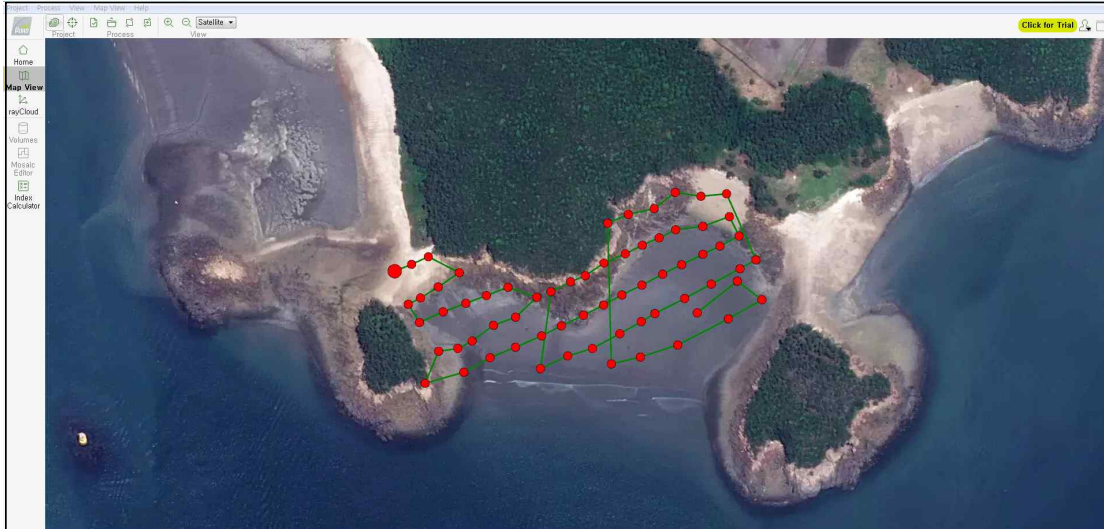 Project Process View Map View Help
Satellite
Project Process View
Click for Trial
Home
Map View
rayCloud
Volumes
Mosaic
Editor
Index
Calculator